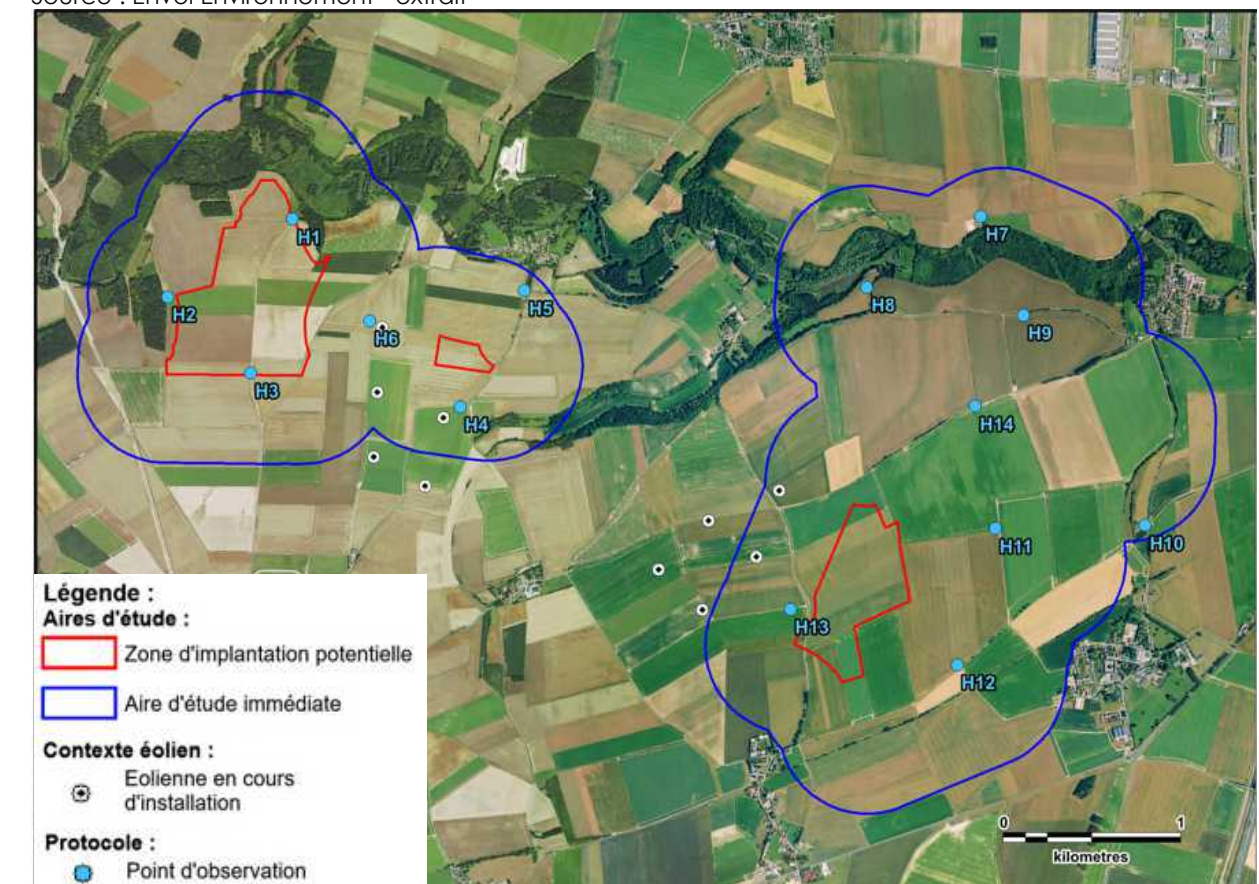 H1
H2
H5
H6
H3
H4
H7
H8
H9
H14
H11
H10
H13
H12
Légende :
Aires d'étude :
Zone d'implantation potentielle
Aire d'étude immédiate
Contexte éolien :
Eolienne en cours
d'installation
Protocole :
Point d'observation
0 1
kilometres